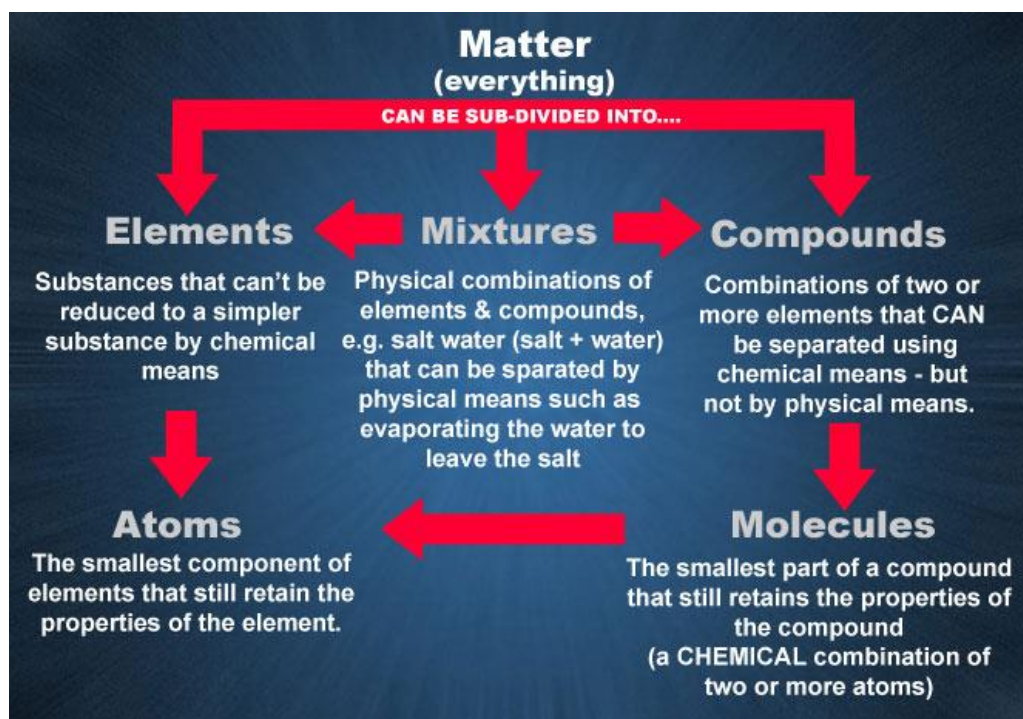 Matter
(everything)
CAN BE SUB-DIVIDED INTO....
Elements
Substances that can't be
reduced to a simpler
substance by chemical
means
Mixtures
Physical combinations of
elements & compounds,
e.g. salt water (salt + water)
that can be sparated by
physical means such as
evaporating the water to
leave the salt
Compounds
Combinations of two or
more elements that CAN
be separated using
chemical means - but
not by physical means.
Atoms
The smallest component of
elements that still retain the
properties of the element.
Molecules
The smallest part of a compound
that still retains the properties of
the compound
(a CHEMICAL combination of
two or more atoms)